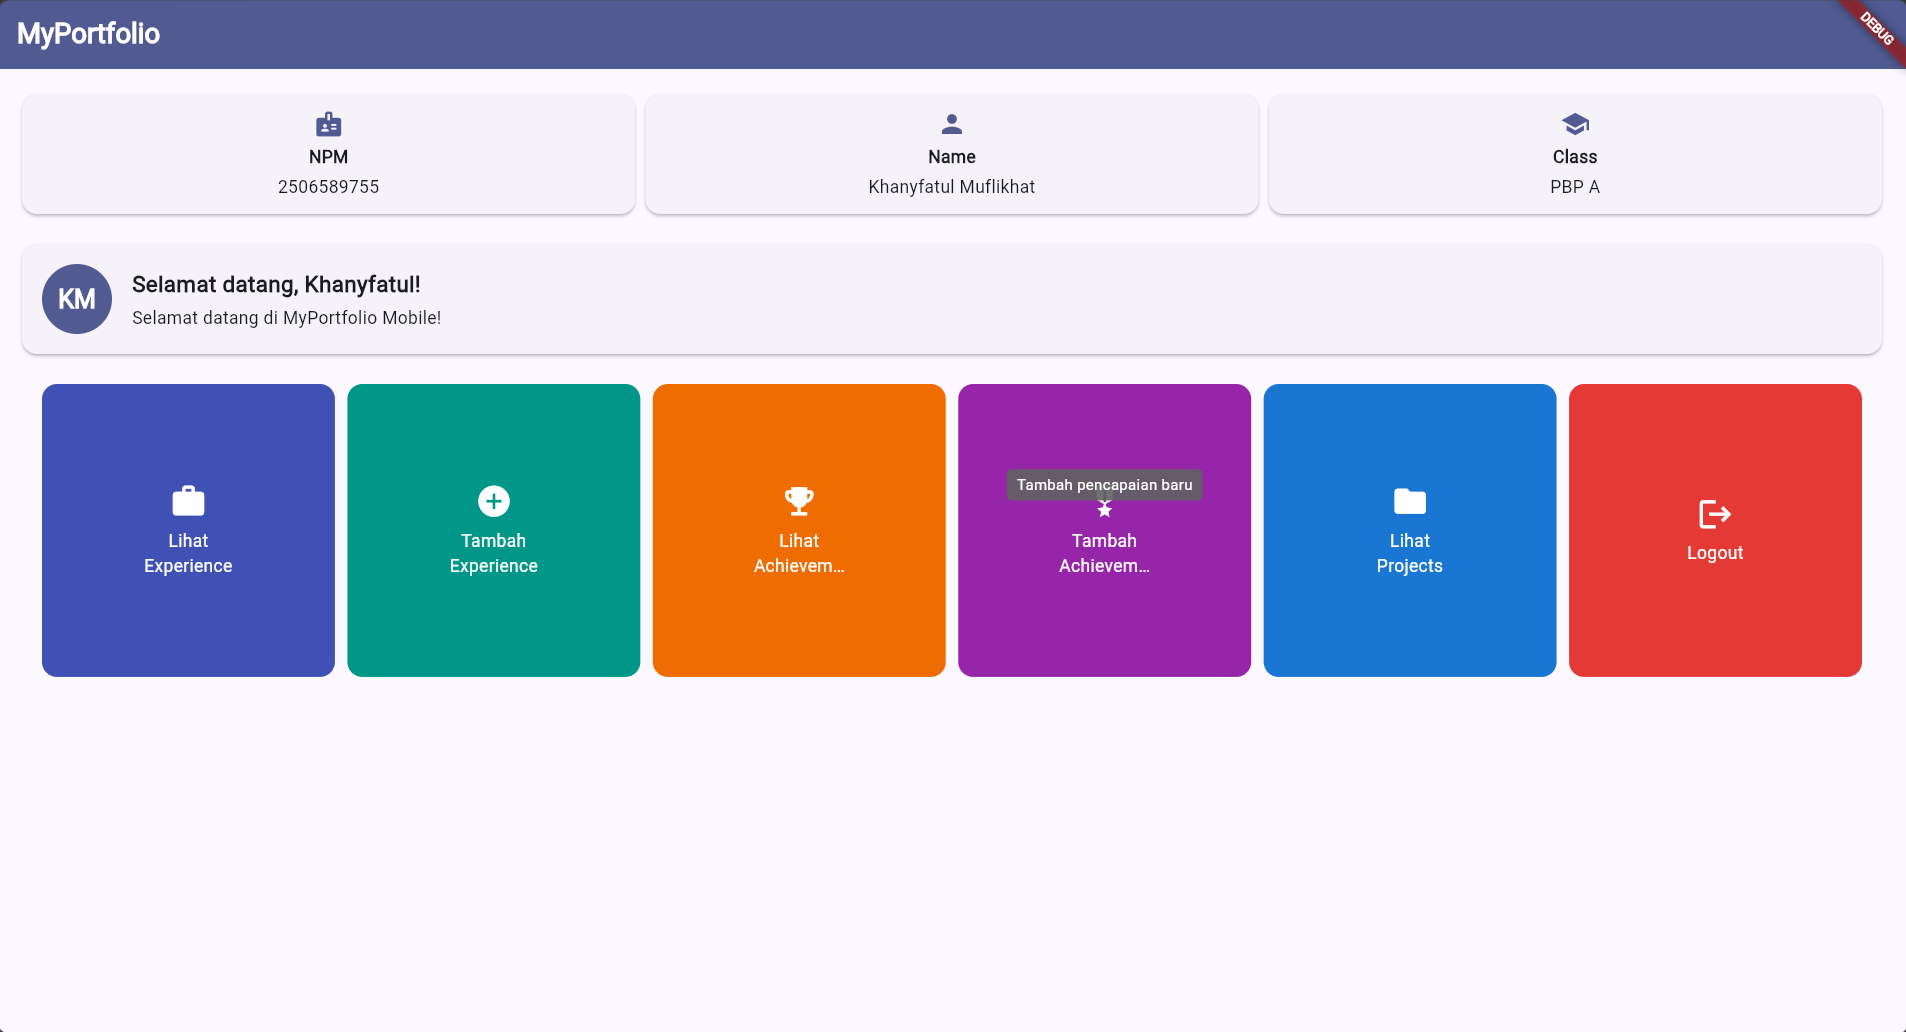 MyPortfolio
DEBUG
NPM
2506589755
Name
Khanyfatul Muflikhat
Class
PBP A
KM
Selamat datang, Khanyfatul!
Selamat datang di MyPortfolio Mobile!
Lihat
Experience
Tambah
Experience
Lihat
Achievem...
Tambah pencapaian baru
Tambah
Achievem...
Lihat
Projects
Logout